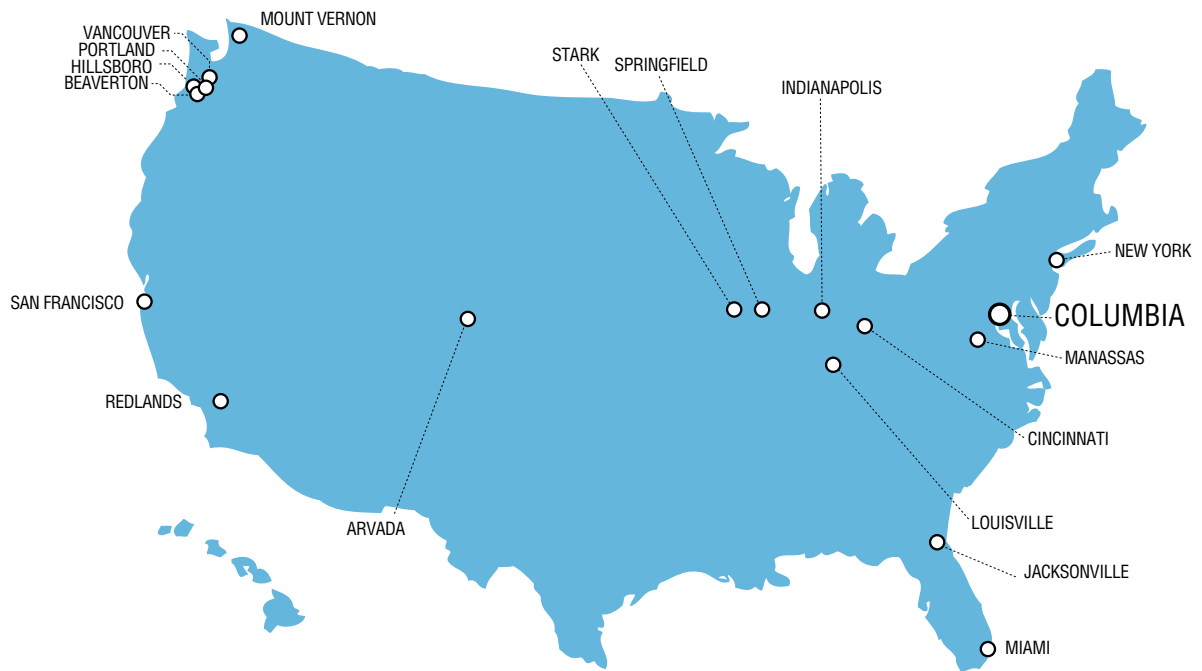 MOUNT VERNON
VANCOUVER
PORTLAND
HILLSBORO
BEAVERTON
STARK
SPRINGFIELD
INDIANAPOLIS
NEW YORK
SAN FRANCISCO
COLUMBIA
MANASSAS
REDLANDS
CINCINNATI
ARVADA
LOUISVILLE
JACKSONVILLE
MIAMI